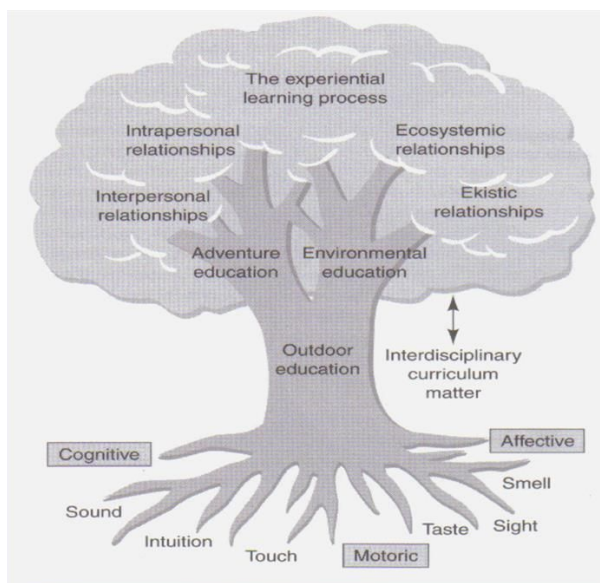 The experiential
learning process
Intrapersonal
relationships
Ecosystemic
relationships
Interpersonal
relationships
Ekistic
relationships
Adventure
education
Environmental
education
Outdoor
education
Interdisciplinary
curriculum
matter
Cognitive
Affective
Sound
Smell
Intuition
Touch
Motoric
Taste
Sight